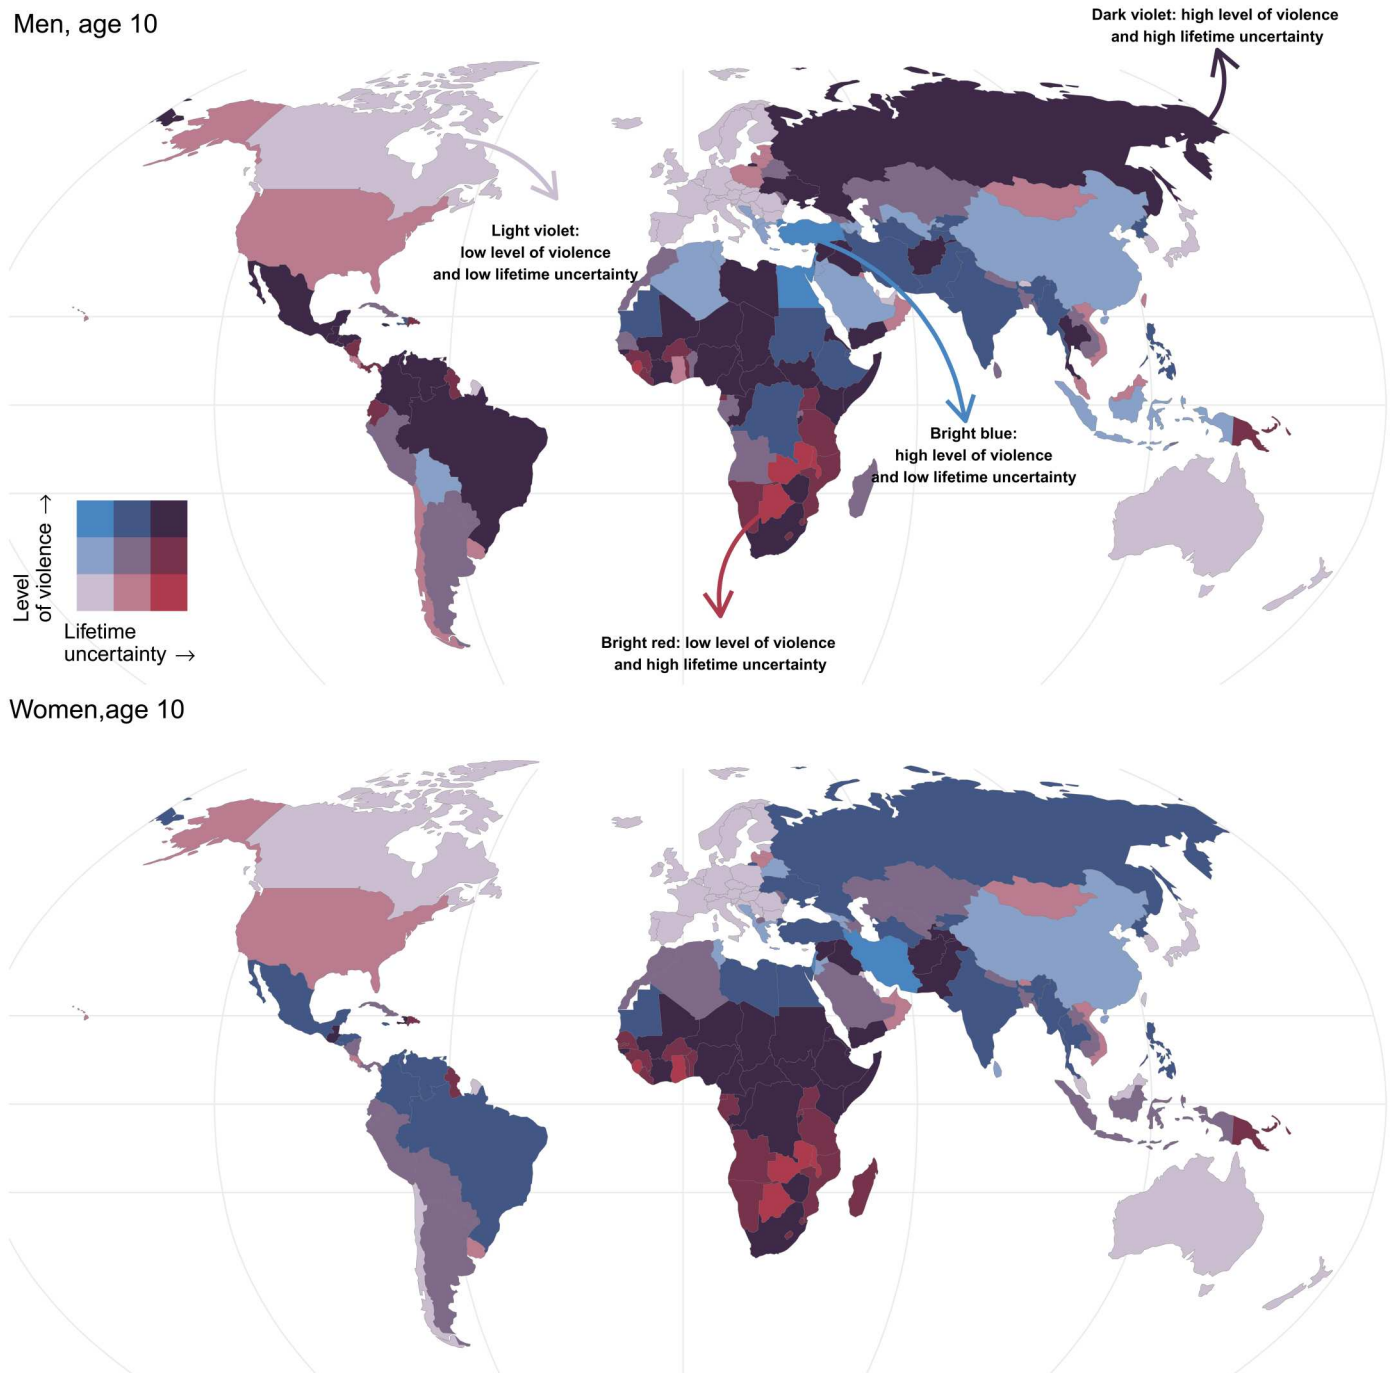 Men, age 10
Dark violet: high level of violence
and high lifetime uncertainty
Light violet:
low level of violence
and low lifetime uncertainty
Bright blue:
high level of violence
and low lifetime uncertainty
Level
of violence →
Lifetime
uncertainty →
Bright red: low level of violence
and high lifetime uncertainty
Women,age 10